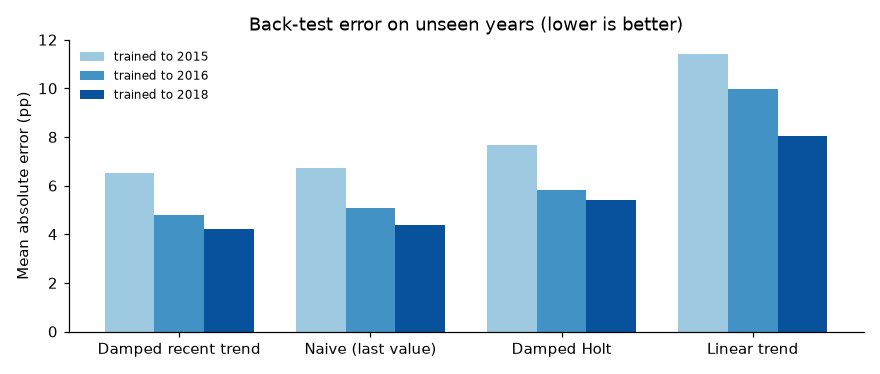 Back-test error on unseen years (lower is better)
Mean absolute error (pp)
12
10
8
6
4
2
0
trained to 2015
trained to 2016
trained to 2018
Damped recent trend
Naive (last value)
Damped Holt
Linear trend